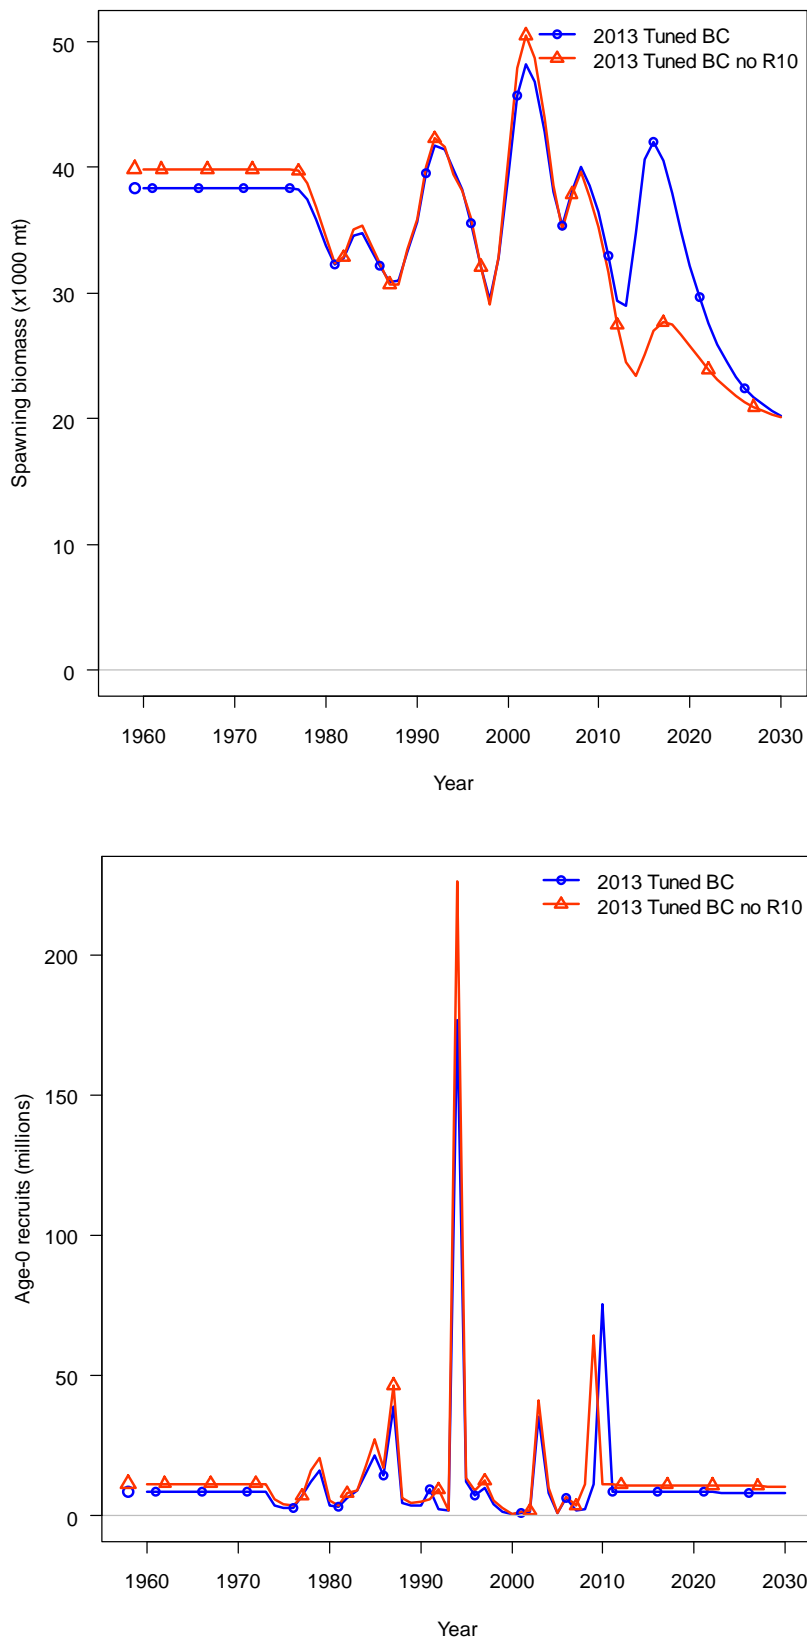 2013 Tuned BC
2013 Tuned BC no R10
50
40
30
20
10
0
Spawning biomass (x1000 mt)
1960 1970 1980 1990 2000 2010 2020 2030
Year
2013 Tuned BC
2013 Tuned BC no R10
200
150
100
50
0
Age-0 recruits (millions)
1960 1970 1980 1990 2000 2010 2020 2030
Year